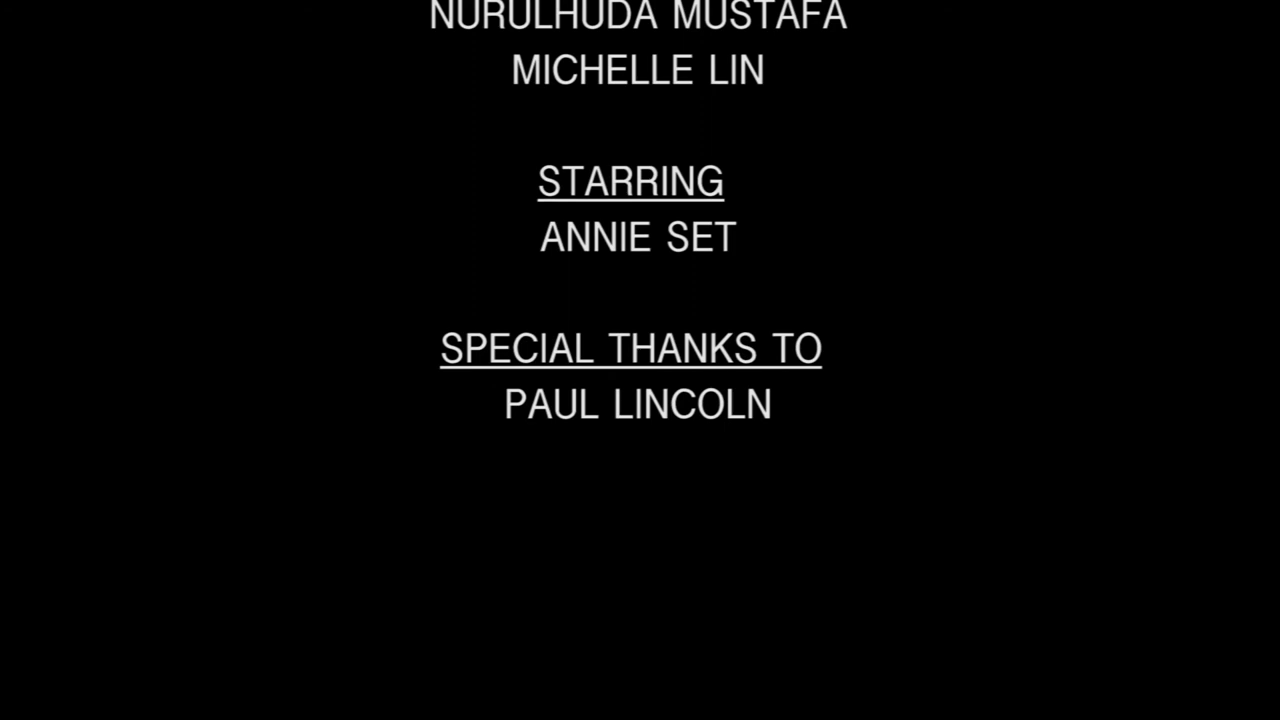 NURULHUDA MUSTAFA
MICHELLE LIN
STARRING
ANNIE SET
SPECIAL THANKS TO
PAUL LINCOLN